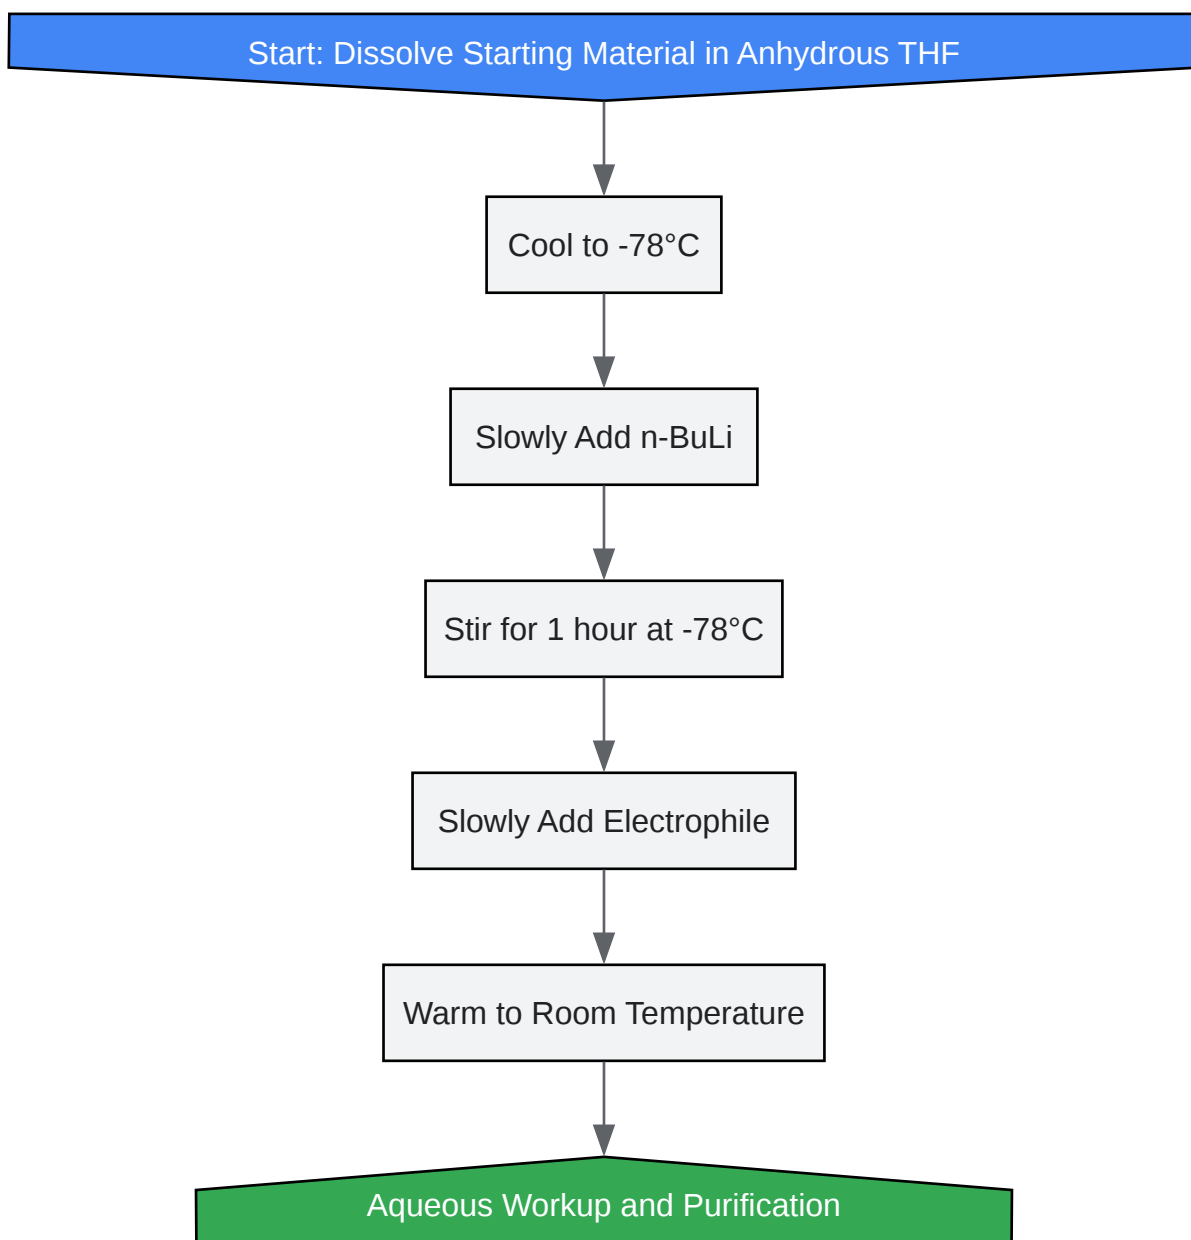 Start: Dissolve Starting Material in Anhydrous THF
Cool to -78°C
Slowly Add n-BuLi
Stir for 1 hour at -78°C
Slowly Add Electrophile
Warm to Room Temperature
Aqueous Workup and Purification